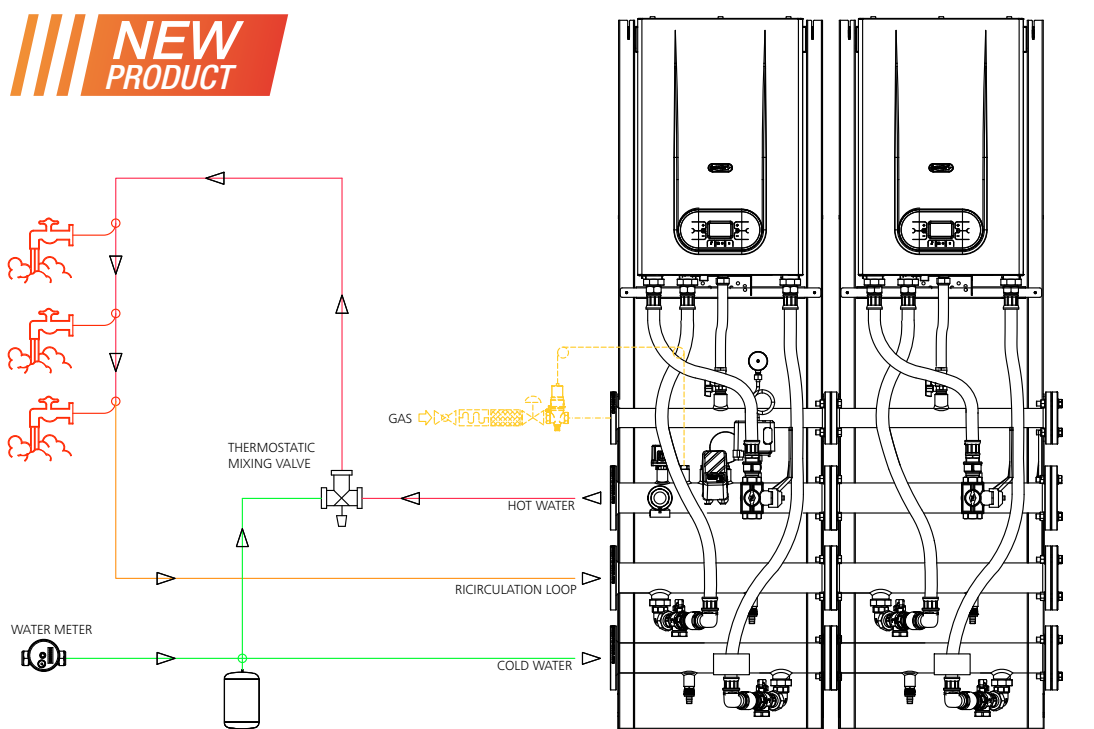 NEW
PRODUCT
GAS
THERMOSTATIC
MIXING VALVE
HOT WATER
RICIRCULATION LOOP
WATER METER
COLD WATER